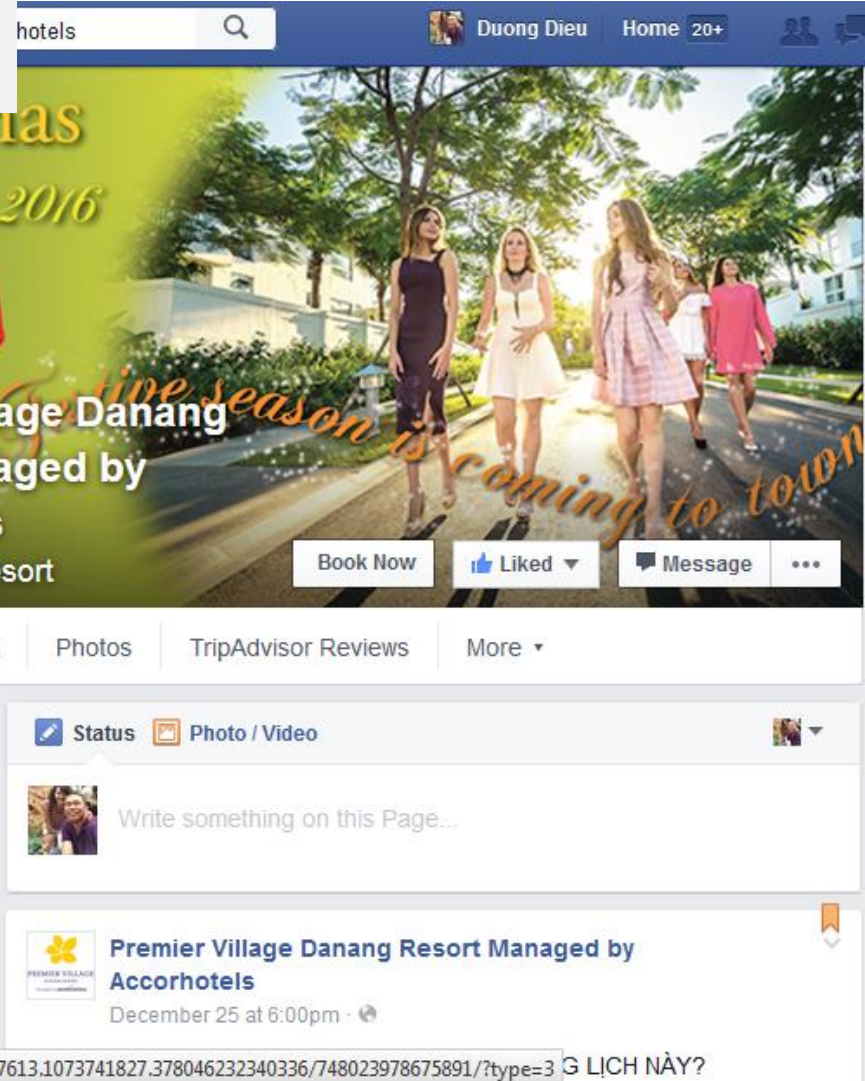 hotels
Duong Dieu Home 20+
as
2016
Festive season is coming to town
age Danang
aged by
s
sort
Book Now Liked Message ...
Photos TripAdvisor Reviews More
Status Photo / Video
Write something on this Page...
PREMIER VILLAGE
Premier Village Danang Resort Managed by
Accorhotels
December 25 at 6:00pm ·
7613.1073741827.378046232340336/748023978675891/?type=3 G LỊCH NÀY?